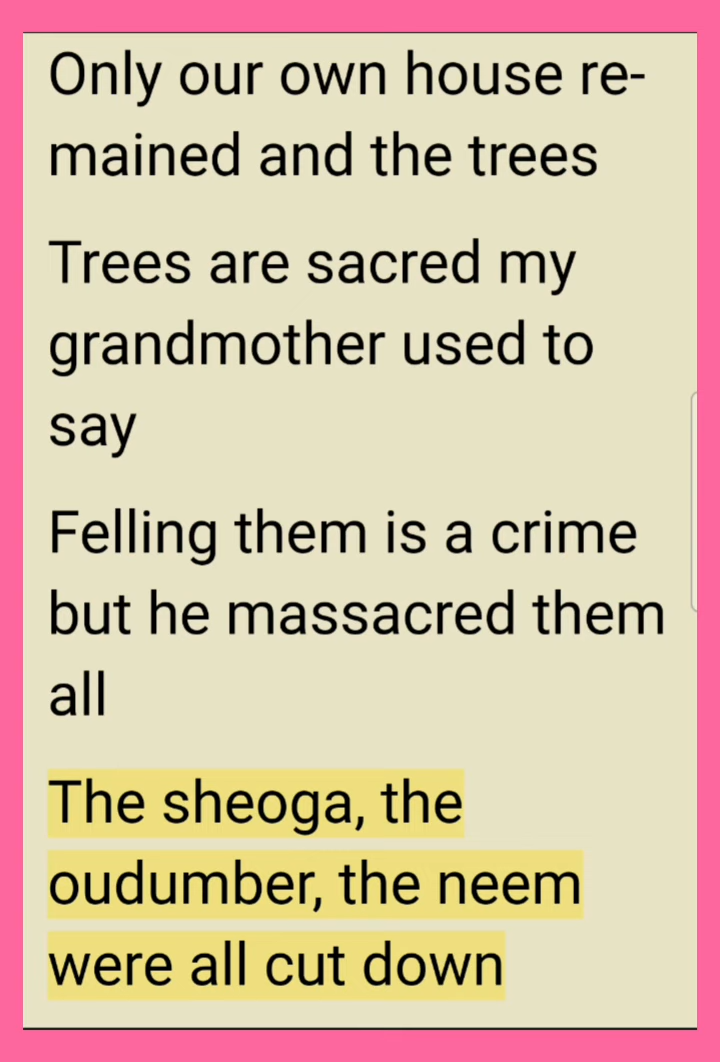 Only our own house re-
mained and the trees
Trees are sacred my
grandmother used to
say
Felling them is a crime
but he massacred them
all
The sheoga, the
oudumber, the neem
were all cut down